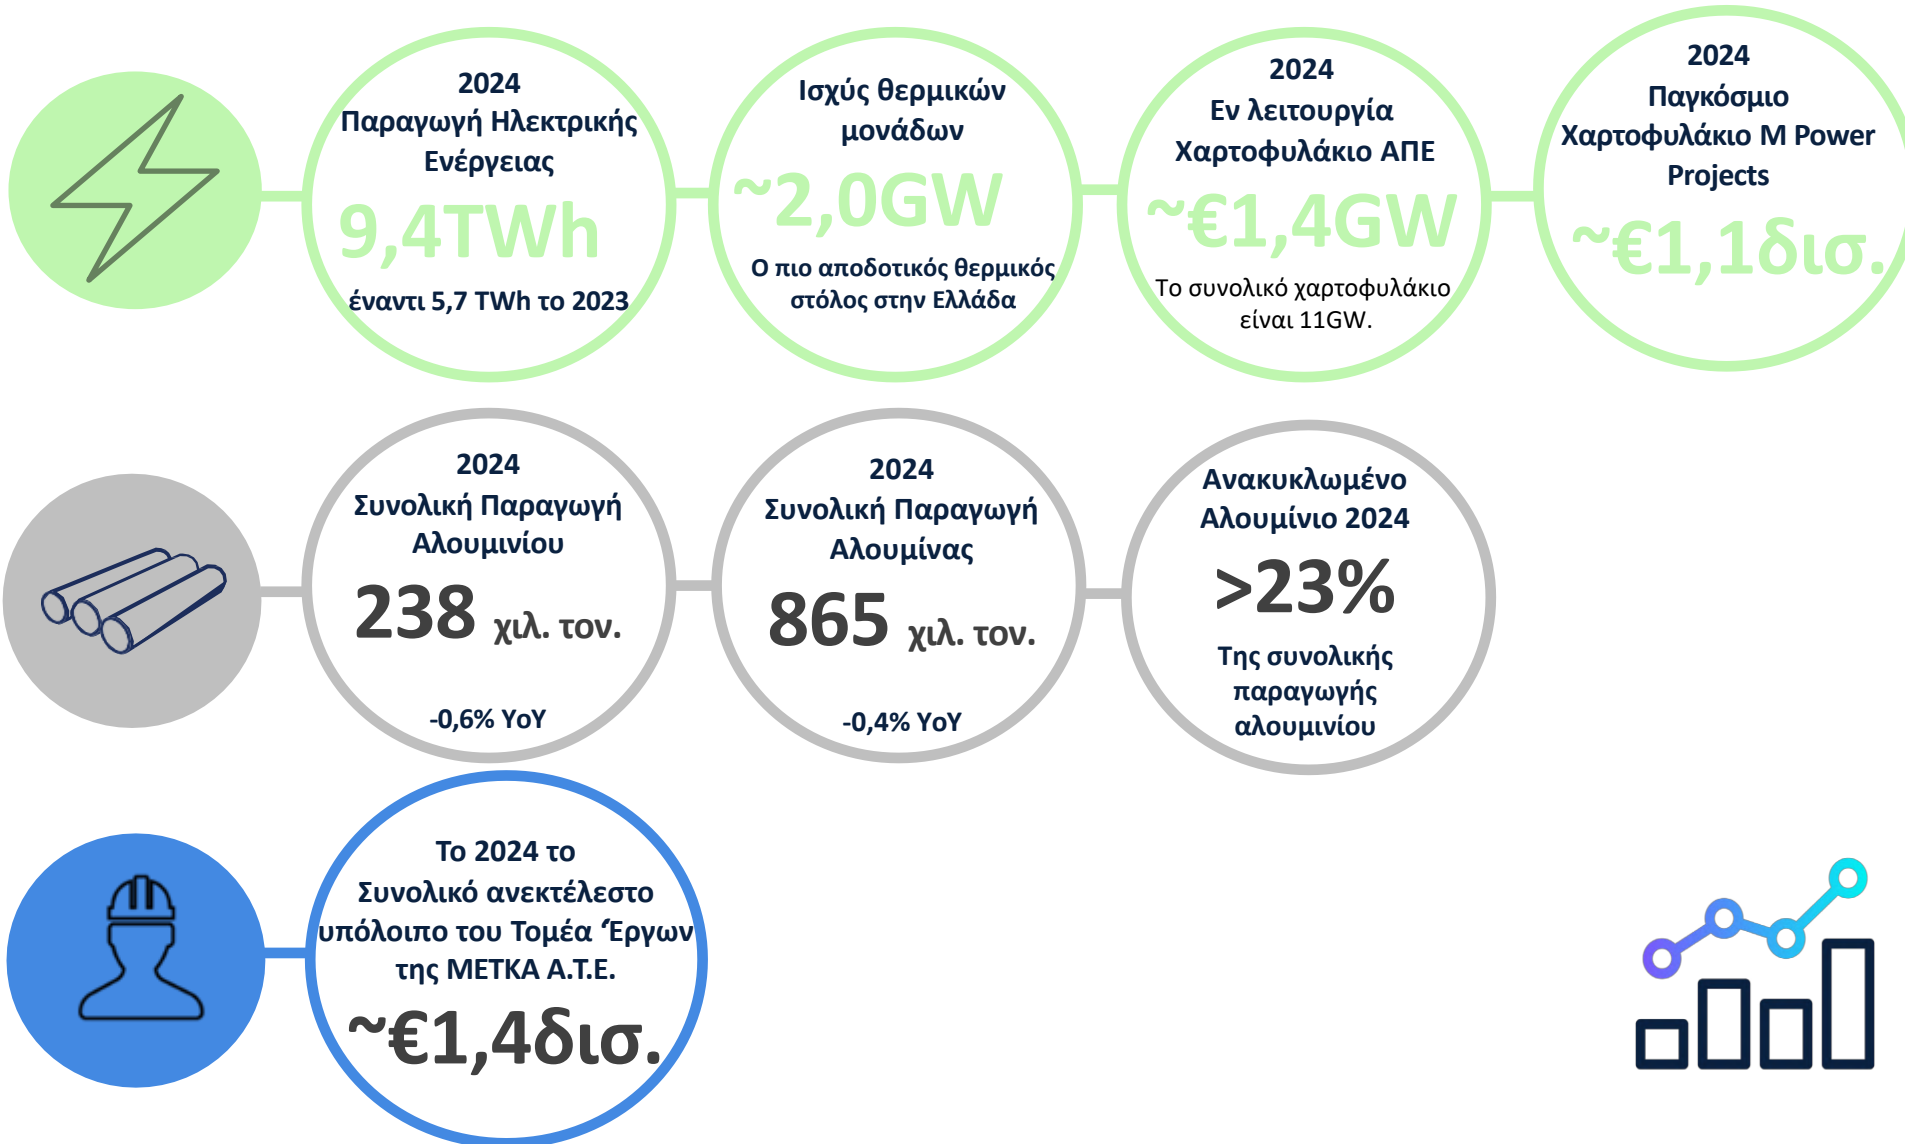 2024
Παραγωγή Ηλεκτρικής
Ενέργειας
9,4TWh
έναντι 5,7 TWh το 2023
Ισχύς θερμικών
μονάδων
~2,0GW
Ο πιο αποδοτικός θερμικός
στόλος στην Ελλάδα
2024
Εν λειτουργία
Χαρτοφυλάκιο ΑΠΕ
~€1,4GW
Το συνολικό χαρτοφυλάκιο
είναι 11GW.
2024
Παγκόσμιο
Χαρτοφυλάκιο M Power
Projects
~€1,1δισ.
2024
Συνολική Παραγωγή
Αλουμινίου
238 χιλ. τον.
-0,6% YoY
2024
Συνολική Παραγωγή
Αλουμίνας
865 χιλ. τον.
-0,4% YoY
Ανακυκλωμένο
Αλουμίνιο 2024
>23%
Της συνολικής
παραγωγής
αλουμινίου
Το 2024 το
Συνολικό ανεκτέλεστο
υπόλοιπο του Τομέα Έργων
της ΜΕΤΚΑ Α.Τ.Ε.
~€1,4δισ.